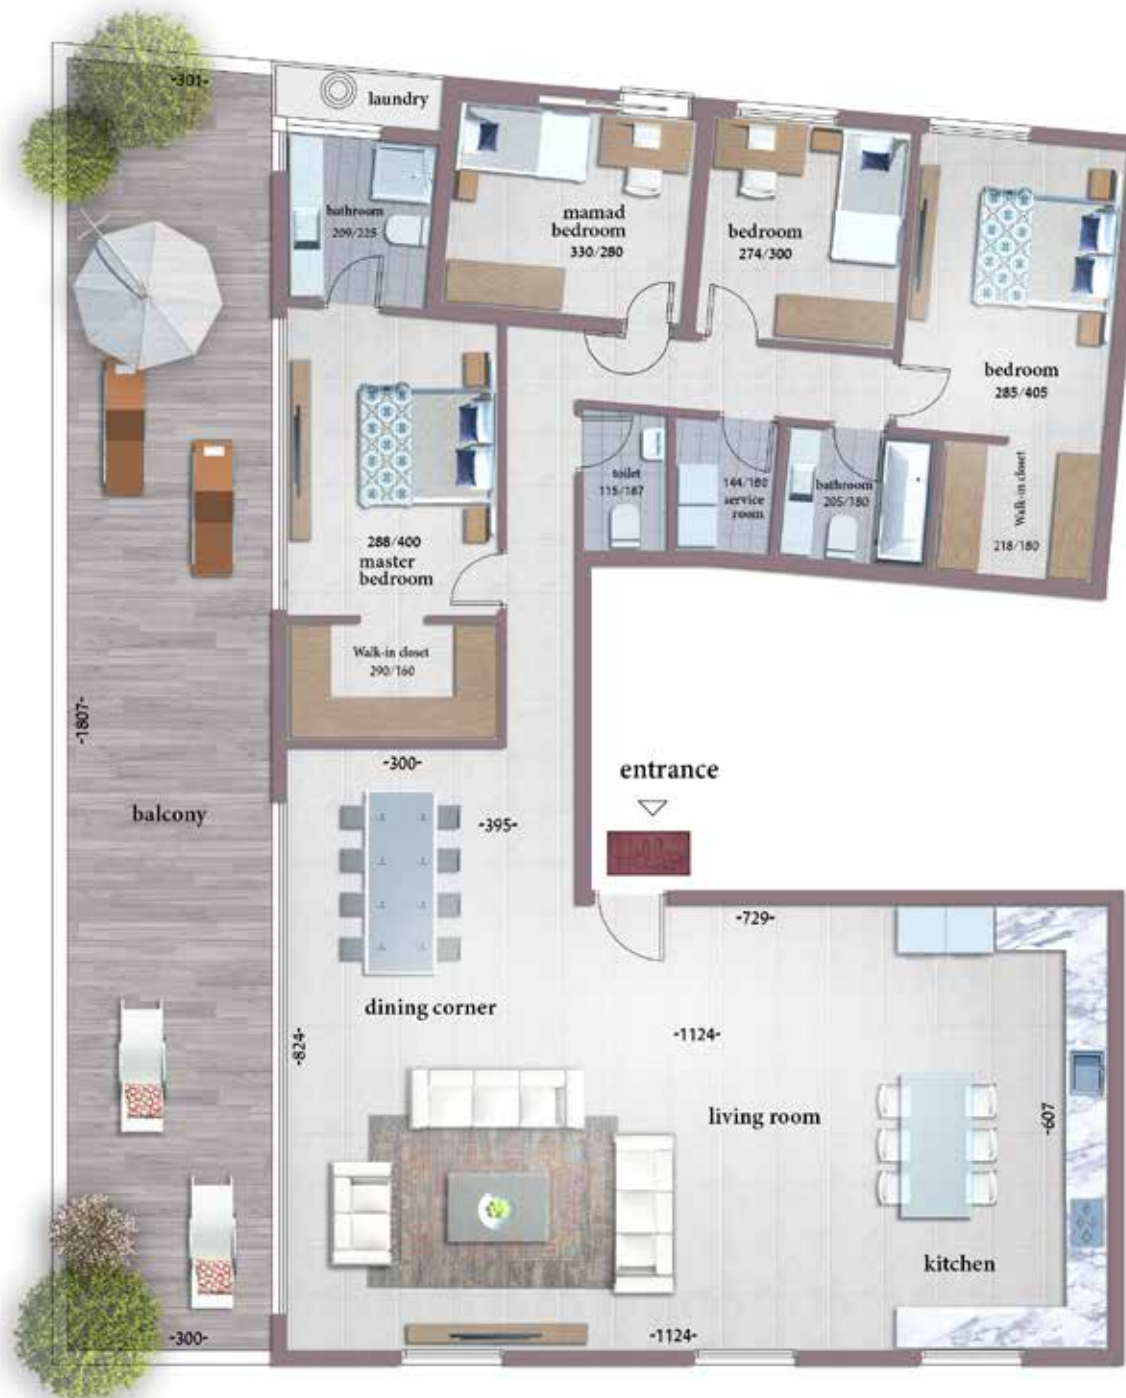 -301-
laundry
bathroom
209/225
mamad
bedroom
330/280
bedroom
274/300
bedroom
285/405
toilet
115/187
144/180
service
room
bathroom
205/180
Walk-in closet
218/180
288/400
master
bedroom
Walk-in closet
290/160
-1807-
balcony
-300-
-395-
entrance
-729-
dining corner
-824-
-1124-
living room
-607-
kitchen
-300-
-1124-